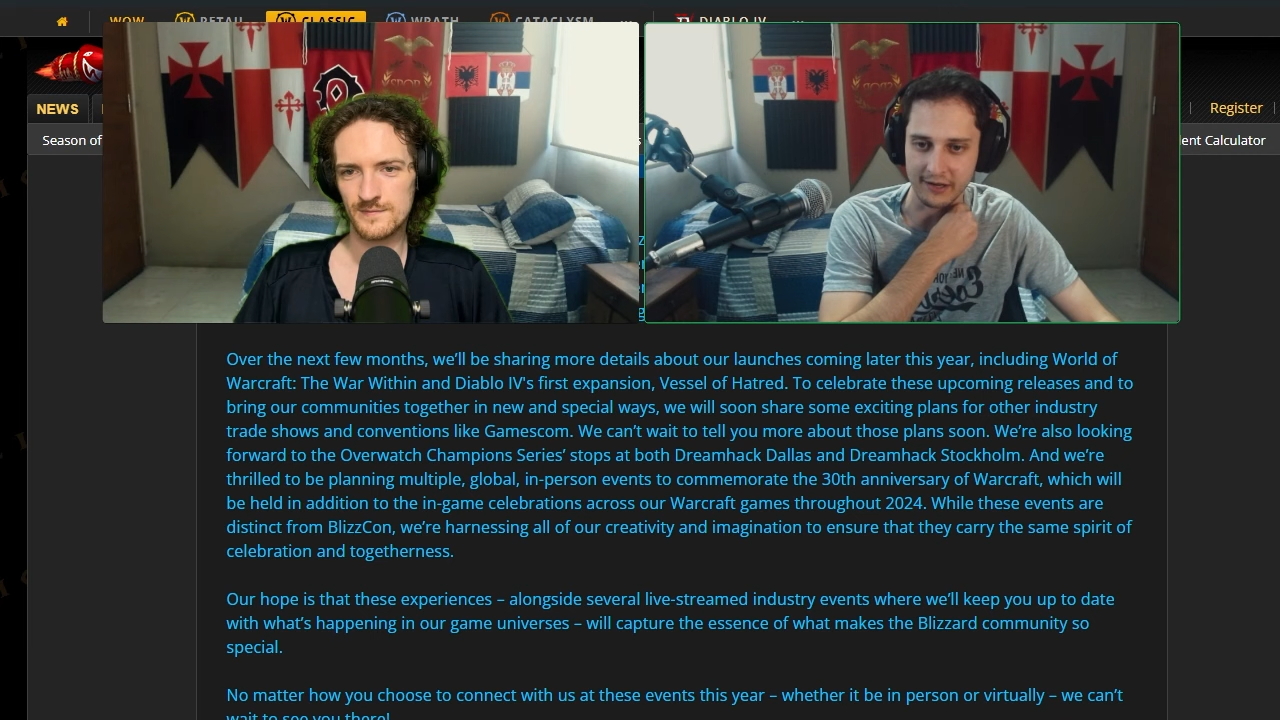 WOW RETAIL CLASSIC WRATH CATACLYSM ... DIABLO IV ...
NEWS
Register
Season of
ent Calculator
SPQR
Over the next few months, we'll be sharing more details about our launches coming later this year, including World of
Warcraft: The War Within and Diablo IV's first expansion, Vessel of Hatred. To celebrate these upcoming releases and to
bring our communities together in new and special ways, we will soon share some exciting plans for other industry
trade shows and conventions like Gamescom. We can't wait to tell you more about those plans soon. We're also looking
forward to the Overwatch Champions Series' stops at both Dreamhack Dallas and Dreamhack Stockholm. And we're
thrilled to be planning multiple, global, in-person events to commemorate the 30th anniversary of Warcraft, which will
be held in addition to the in-game celebrations across our Warcraft games throughout 2024. While these events are
distinct from BlizzCon, we're harnessing all of our creativity and imagination to ensure that they carry the same spirit of
celebration and togetherness.
Our hope is that these experiences – alongside several live-streamed industry events where we'll keep you up to date
with what's happening in our game universes – will capture the essence of what makes the Blizzard community so
special.
No matter how you choose to connect with us at these events this year – whether it be in person or virtually – we can't
wait to see you there!